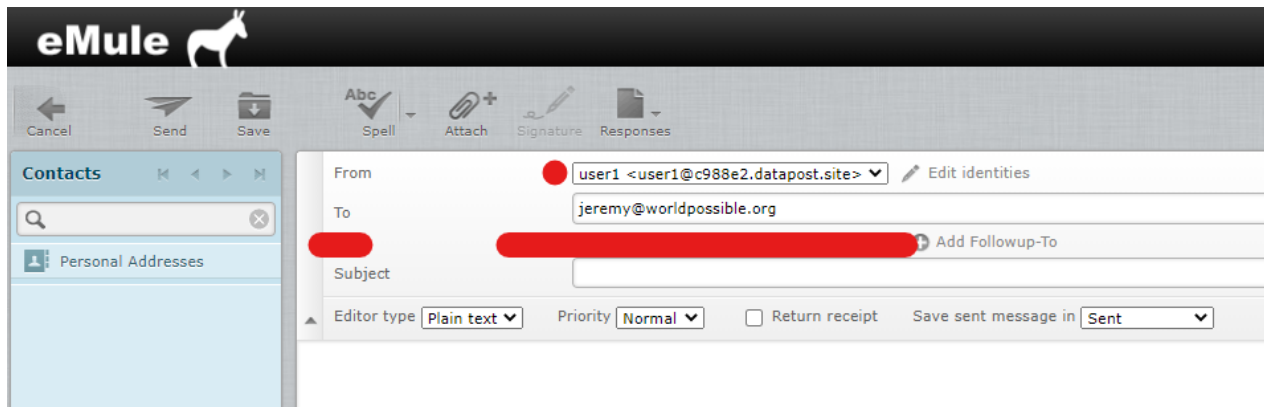 eMule
Abc
Cancel Send Save Spell Attach Signature Responses
Contacts
From user1 <user1@c988e2.datapost.site> Edit identities
To jeremy@worldpossible.org
Add Followup-To
Personal Addresses
Subject
Editor type Plain text Priority Normal Return receipt Save sent message in Sent